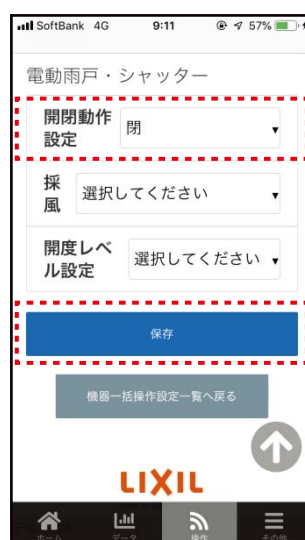 SoftBank 4G 9:11 57%
電動雨戸・シャッター
開閉動作
設定
閉
採
風
選択してください
開度レベ
ル設定
選択してください
保存
機器一括操作設定一覧へ戻る
LIXIL
ホーム データ 操作 その他